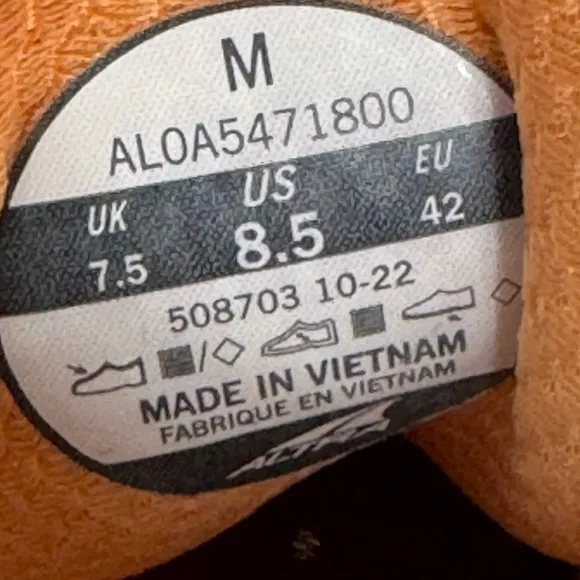 M
AL0A5471800
UK US EU
7.5 8.5 42
508703 10-22
MADE IN VIETNAM
FABRIQUE EN VIETNAM
ALTRA